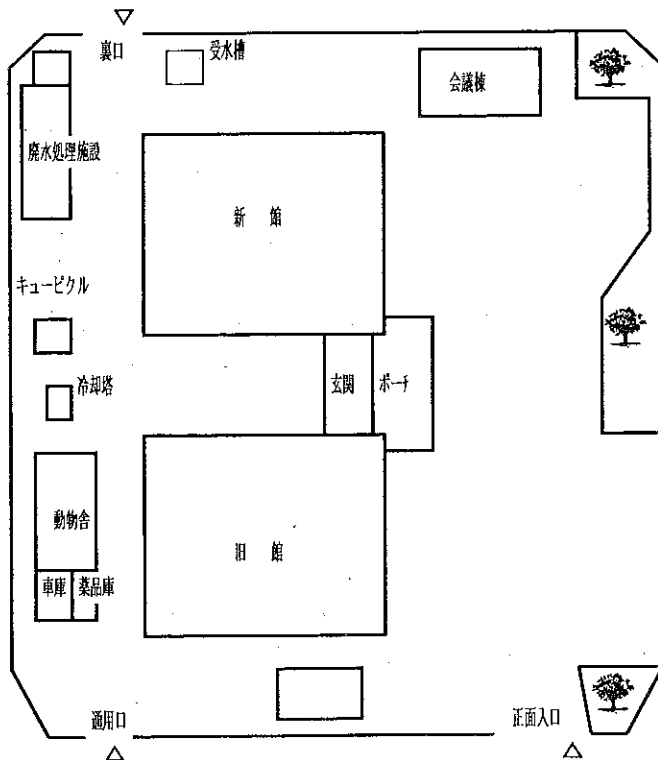 裏口
受水槽
会議棟
廃水処理施設
新 館
キュービクル
冷却塔
玄関
ポーチ
動物舎
旧 館
車庫
薬品庫
通用口
正面入口